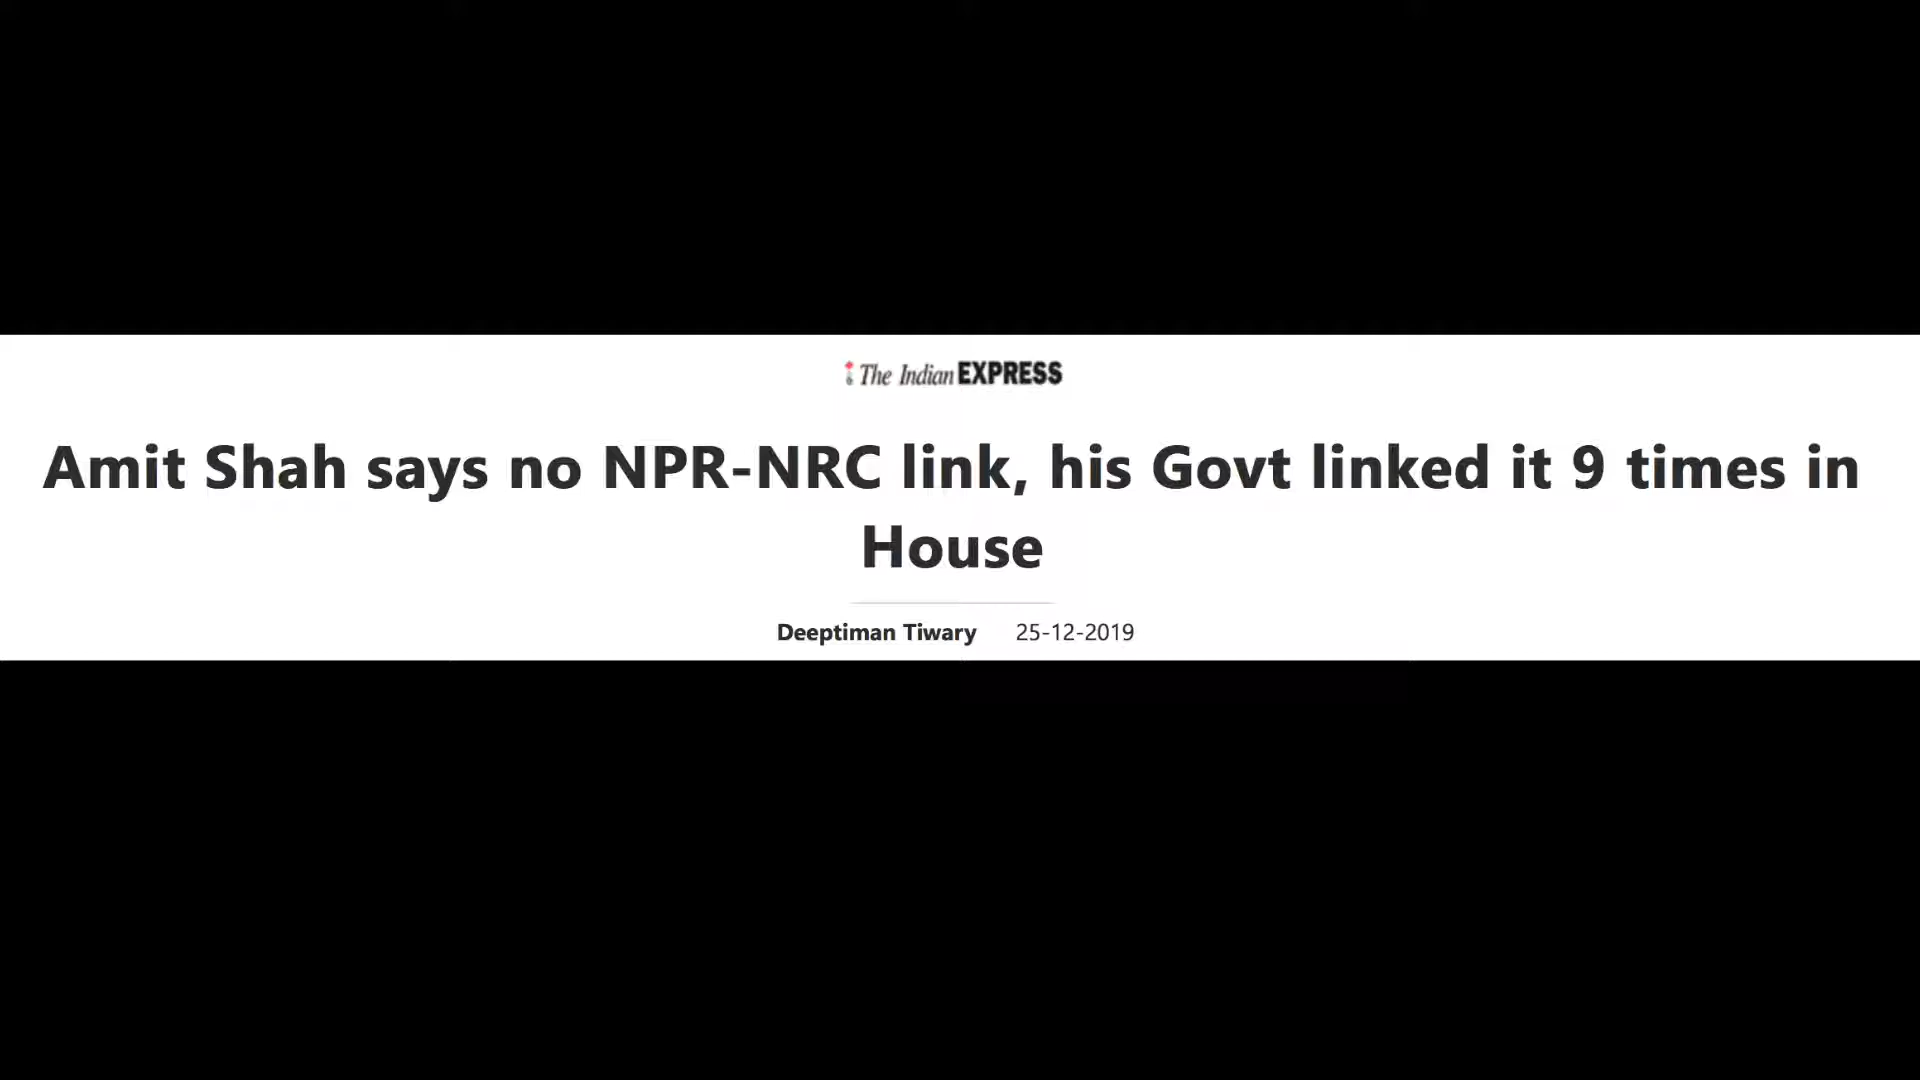 The Indian EXPRESS
Amit Shah says no NPR-NRC link, his Govt linked it 9 times in
House
Deeptiman Tiwary 25-12-2019